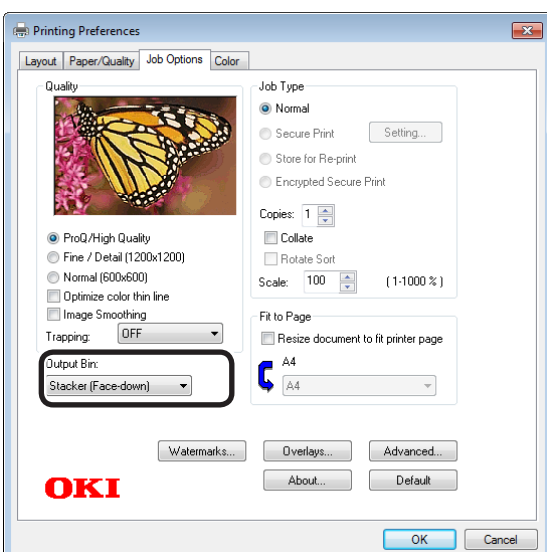 Printing Preferences
Layout Paper/Quality Job Options Color
Quality
ProQ/High Quality
Fine / Detail (1200x1200)
Normal (600x600)
Optimize color thin line
Image Smoothing
Trapping: OFF
Output Bin:
Stacker (Face-down)
Job Type
Normal
Secure Print Setting...
Store for Re-print
Encrypted Secure Print
Copies: 1
Collate
Rotate Sort
Scale: 100 (1-1000 %)
Fit to Page
Resize document to fit printer page
A4
A4
Watermarks... Overlays... Advanced...
About... Default
OKI
OK Cancel